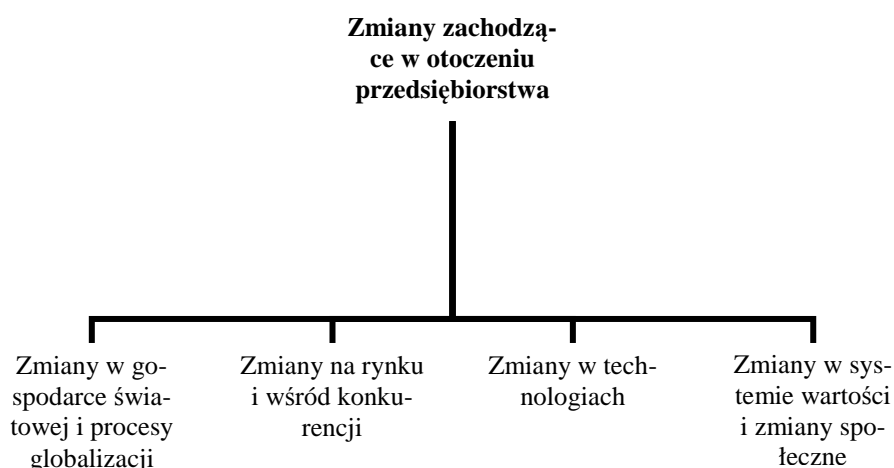 Zmiany zachodzą-
ce w otoczeniu
przedsiębiorstwa
Zmiany w go-
spodarce świa-
towej i procesy
globalizacji
Zmiany na rynku
i wśród konku-
rencji
Zmiany w tech-
nologiach
Zmiany w sys-
temie wartości
i zmiany spo-
łeczne